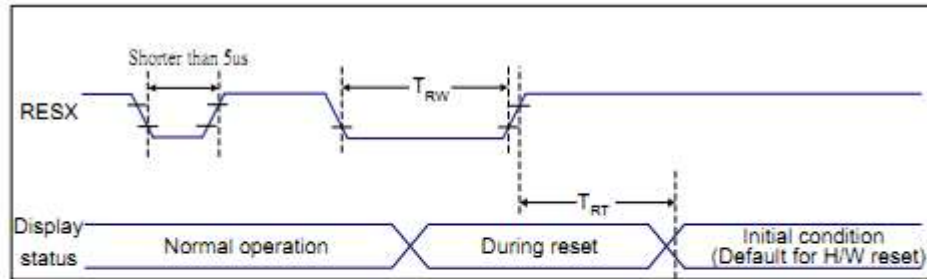 Shorter than 5us
RESX
TRW
TRT
Display
status
Normal operation
During reset
Initial condition
(Default for H/W reset)